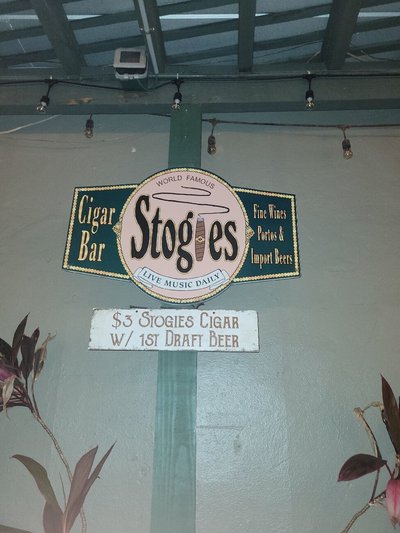 WORLD FAMOUS
Stogies
LIVE MUSIC DAILY
Cigar
Bar
Fine Wines
Portos &
Import Beers
$3 STOGIES CIGAR
W/ 1ST DRAFT BEER